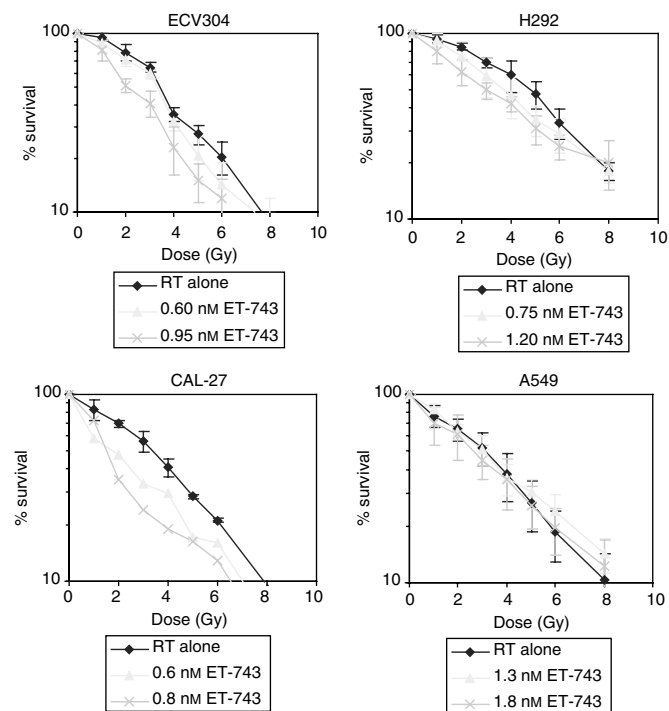 ECV304
100
10
% survival
0 2 4 6 8 10
Dose (Gy)
RT alone
0.60 nM ET-743
0.95 nM ET-743
H292
100
10
% survival
0 2 4 6 8 10
Dose (Gy)
RT alone
0.75 nM ET-743
1.20 nM ET-743
CAL-27
100
10
% survival
0 2 4 6 8 10
Dose (Gy)
RT alone
0.6 nM ET-743
0.8 nM ET-743
A549
100
10
% survival
0 2 4 6 8 10
Dose (Gy)
RT alone
1.3 nM ET-743
1.8 nM ET-743